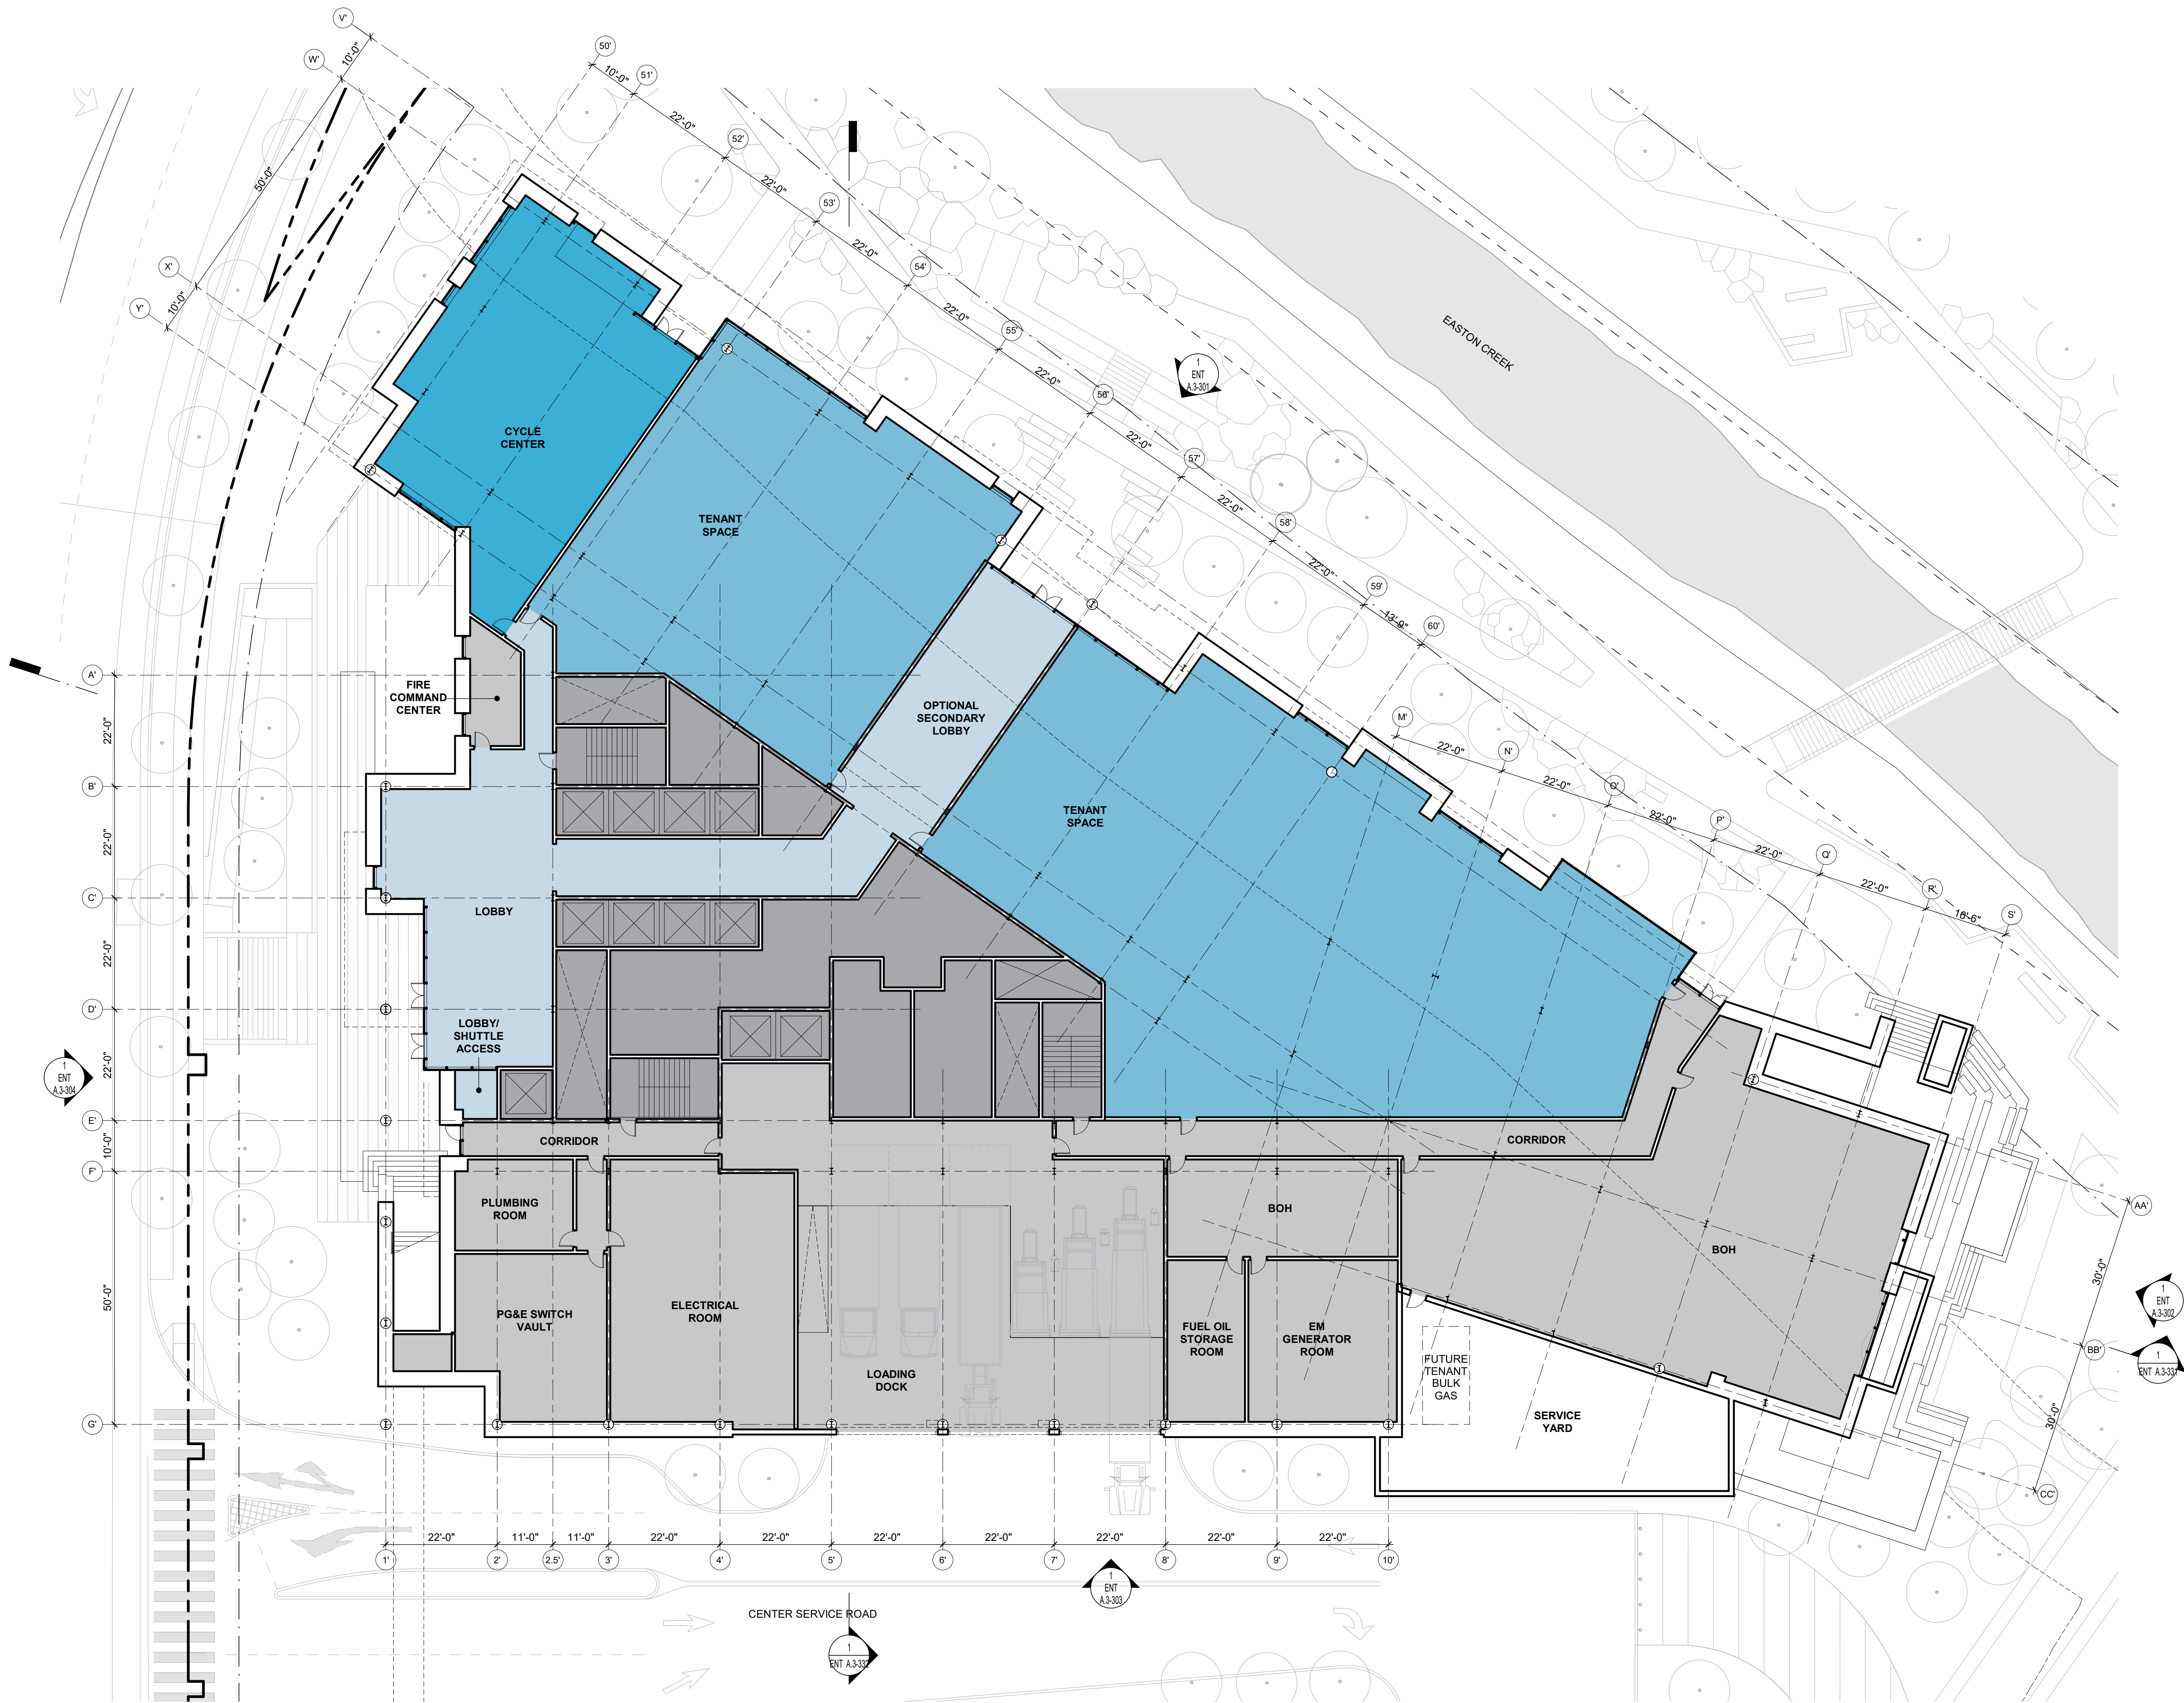 V'
W'
10'-0"
50'-0"
X'
Y'
10'-0"
50'
51'
10'-0"
22'-0"
52'
22'-0"
53'
22'-0"
54'
22'-0"
55'
22'-0"
56'
22'-0"
57'
22'-0"
58'
22'-0"
59'
13'-9"
60'
EASTON CREEK
1
ENT
A.3-301
CYCLE
CENTER
TENANT
SPACE
FIRE
COMMAND
CENTER
OPTIONAL
SECONDARY
LOBBY
TENANT
SPACE
M'
22'-0"
N'
22'-0"
O'
22'-0"
P'
22'-0"
Q'
22'-0"
R'
16'-6"
S'
A'
22'-0"
B'
22'-0"
C'
22'-0"
D'
22'-0"
E'
10'-0"
F'
50'-0"
G'
LOBBY
LOBBY/
SHUTTLE
ACCESS
1
ENT
A.3-304
CORRIDOR
CORRIDOR
PLUMBING
ROOM
BOH
BOH
PG&E SWITCH
VAULT
ELECTRICAL
ROOM
LOADING
DOCK
FUEL OIL
STORAGE
ROOM
EM
GENERATOR
ROOM
FUTURE
TENANT
BULK
GAS
SERVICE
YARD
AA'
30'-0"
BB'
30'-0"
CC'
1
ENT
A.3-302
1
ENT A.3-331
22'-0"
11'-0"
11'-0"
22'-0"
22'-0"
22'-0"
22'-0"
22'-0"
22'-0"
22'-0"
1'
2'
2.5'
3'
4'
5'
6'
7'
8'
9'
10'
1
ENT
A.3-303
CENTER SERVICE ROAD
1
ENT A.3-332